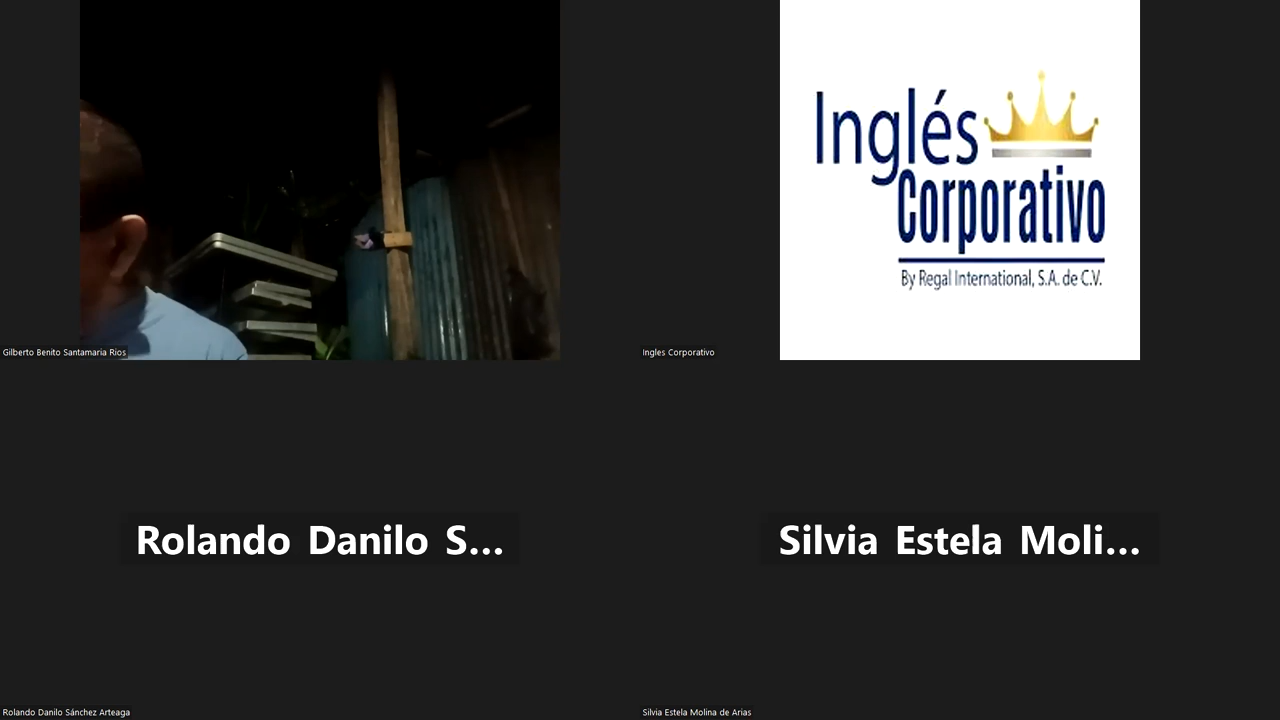 Inglés
Corporativo
By Regal International, S.A. de C.V.
Gilberto Benito Santamaria Rios
Ingles Corporativo
Rolando Danilo S...
Silvia Estela Moli...
Rolando Danilo Sánchez Arteaga
Silvia Estela Molina de Arias